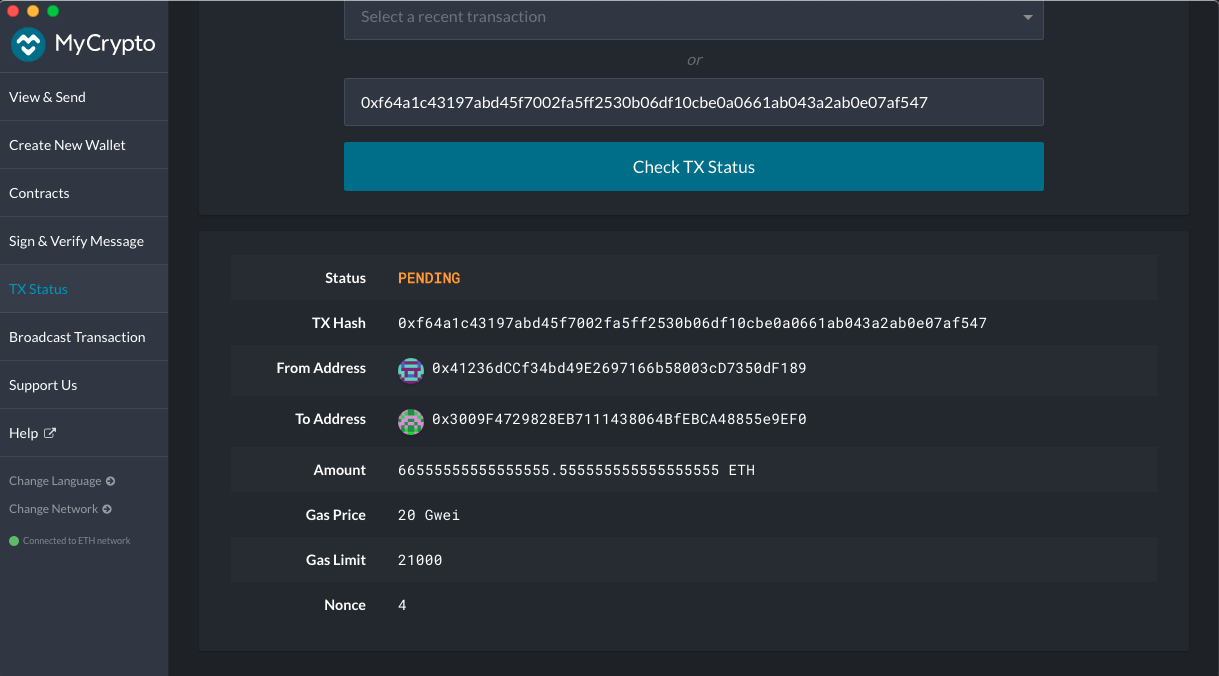 MyCrypto
View & Send
Create New Wallet
Contracts
Sign & Verify Message
TX Status
Broadcast Transaction
Support Us
Help
Change Language
Change Network
Connected to ETH network
Select a recent transaction
or
0xf64a1c43197abd45f7002fa5ff2530b06df10cbe0a0661ab043a2ab0e07af547
Check TX Status
Status PENDING
TX Hash 0xf64a1c43197abd45f7002fa5ff2530b06df10cbe0a0661ab043a2ab0e07af547
From Address 0x41236dCCf34bd49E2697166b58003cD7350dF189
To Address 0x3009F4729828EB7111438064BfEBCA48855e9EF0
Amount 66555555555555555.555555555555555555 ETH
Gas Price 20 Gwei
Gas Limit 21000
Nonce 4